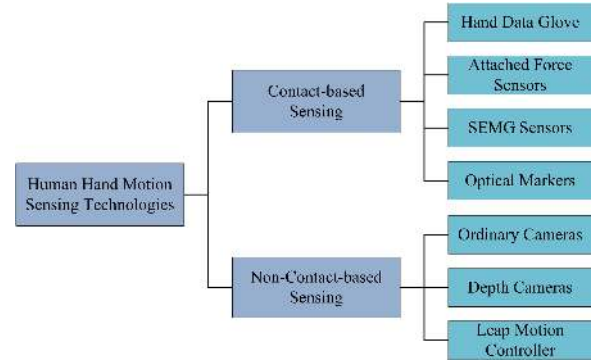 Hand Data Glove
Attached Force
Sensors
Contact-based
Sensing
SEMG Sensors
Optical Markers
Human Hand Motion
Sensing Technologies
Ordinary Cameras
Non-Contact-based
Sensing
Depth Cameras
Leap Motion
Controller